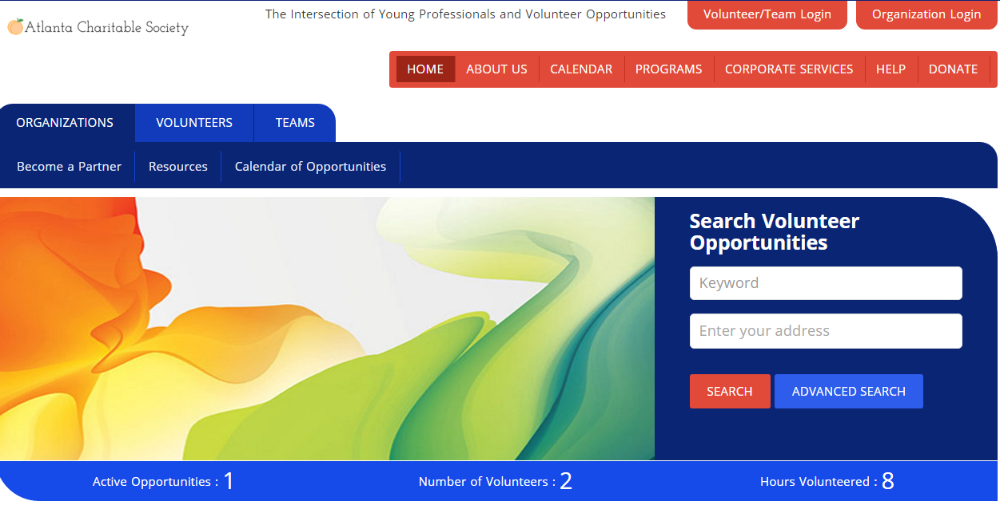 The Intersection of Young Professionals and Volunteer Opportunities
Volunteer/Team Login
Organization Login
Atlanta Charitable Society
HOME
ABOUT US
CALENDAR
PROGRAMS
CORPORATE SERVICES
HELP
DONATE
ORGANIZATIONS
VOLUNTEERS
TEAMS
Become a Partner
Resources
Calendar of Opportunities
Search Volunteer
Opportunities
Keyword
Enter your address
SEARCH
ADVANCED SEARCH
Active Opportunities : 1
Number of Volunteers : 2
Hours Volunteered : 8